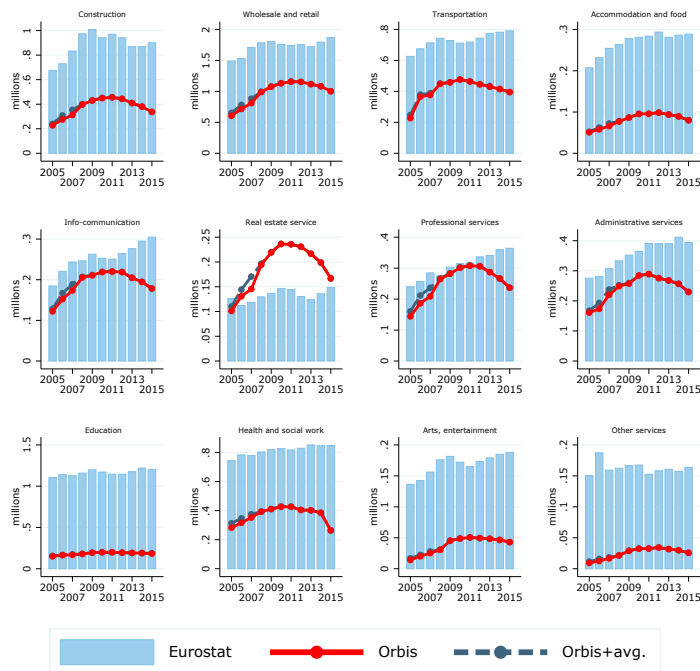 Construction
Wholesale and retail
Transportation
Accommodation and food
millions
0 .2 .4 .6 .8 1
2005 2007 2009 2011 2013 2015
millions
0 .5 1 1.5 2
2005 2007 2009 2011 2013 2015
millions
0 .2 .4 .6 .8
2005 2007 2009 2011 2013 2015
millions
0 .1 .2 .3
2005 2007 2009 2011 2013 2015
Info-communication
Real estate service
Professional services
Administrative services
millions
0 .1 .2 .3
2005 2007 2009 2011 2013 2015
millions
0 .05 .1 .15 .2 .25
2005 2007 2009 2011 2013 2015
millions
0 .1 .2 .3 .4
2005 2007 2009 2011 2013 2015
millions
0 .1 .2 .3 .4
2005 2007 2009 2011 2013 2015
Education
Health and social work
Arts, entertainment
Other services
millions
0 .5 1 1.5
2005 2007 2009 2011 2013 2015
millions
0 .2 .4 .6 .8
2005 2007 2009 2011 2013 2015
millions
0 .05 .1 .15 .2
2005 2007 2009 2011 2013 2015
millions
0 .05 .1 .15 .2
2005 2007 2009 2011 2013 2015
Eurostat Orbis Orbis+avg.